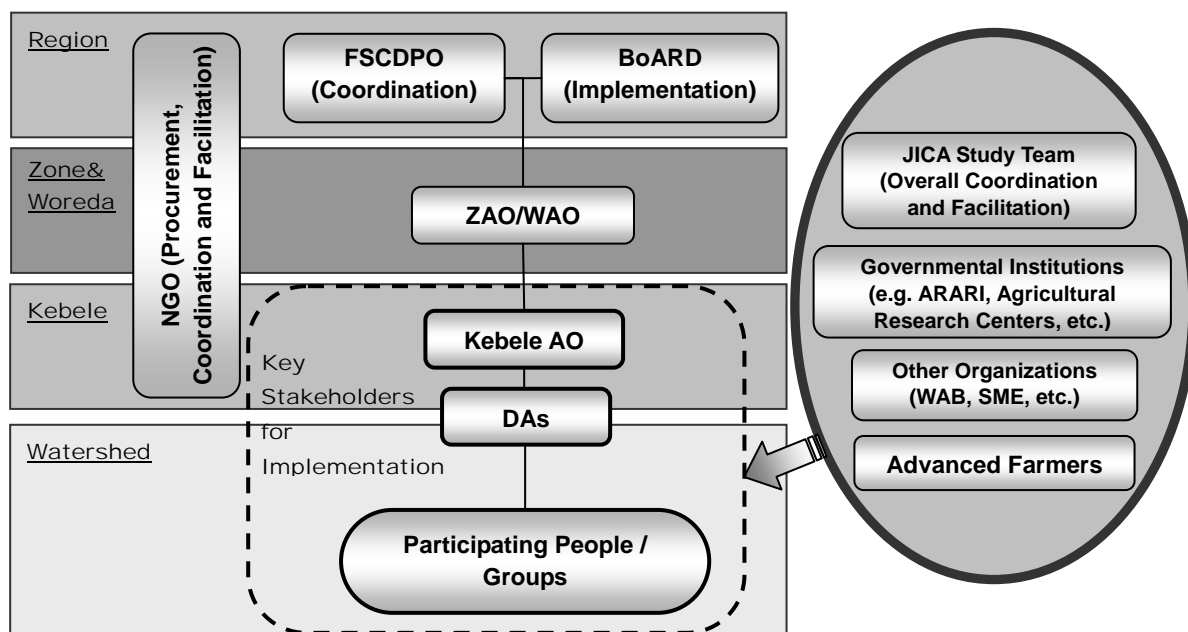 Region
NGO (Procurement,
Coordination and Facilitation)
FSCDPO
(Coordination)
BoARD
(Implementation)
Zone&
Woreda
ZAO/WAO
Kebele
Kebele AO
Key
Stakeholders
for
Implementation
DAs
Watershed
Participating People /
Groups
JICA Study Team
(Overall Coordination
and Facilitation)
Governmental Institutions
(e.g. ARARI, Agricultural
Research Centers, etc.)
Other Organizations
(WAB, SME, etc.)
Advanced Farmers